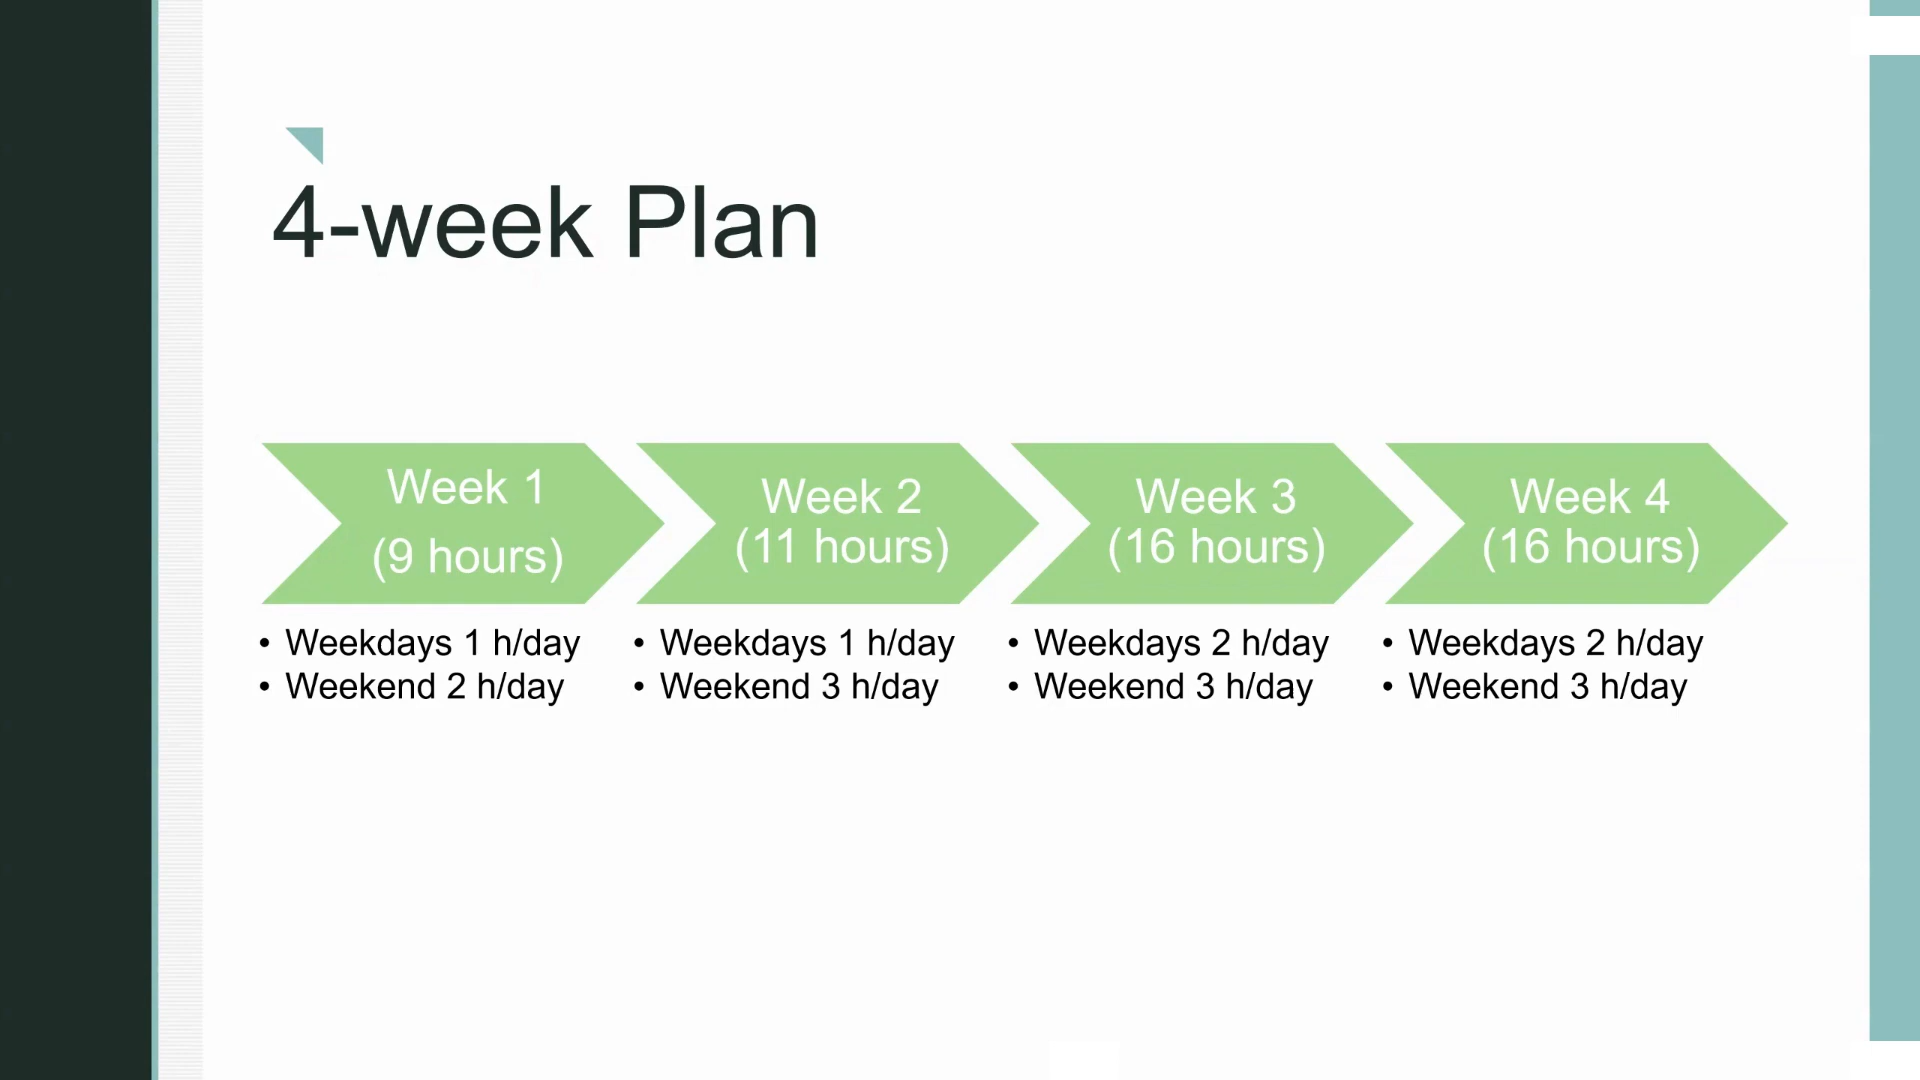 4-week Plan
Week 1
(9 hours)
• Weekdays 1 h/day
• Weekend 2 h/day
Week 2
(11 hours)
• Weekdays 1 h/day
• Weekend 3 h/day
Week 3
(16 hours)
• Weekdays 2 h/day
• Weekend 3 h/day
Week 4
(16 hours)
• Weekdays 2 h/day
• Weekend 3 h/day